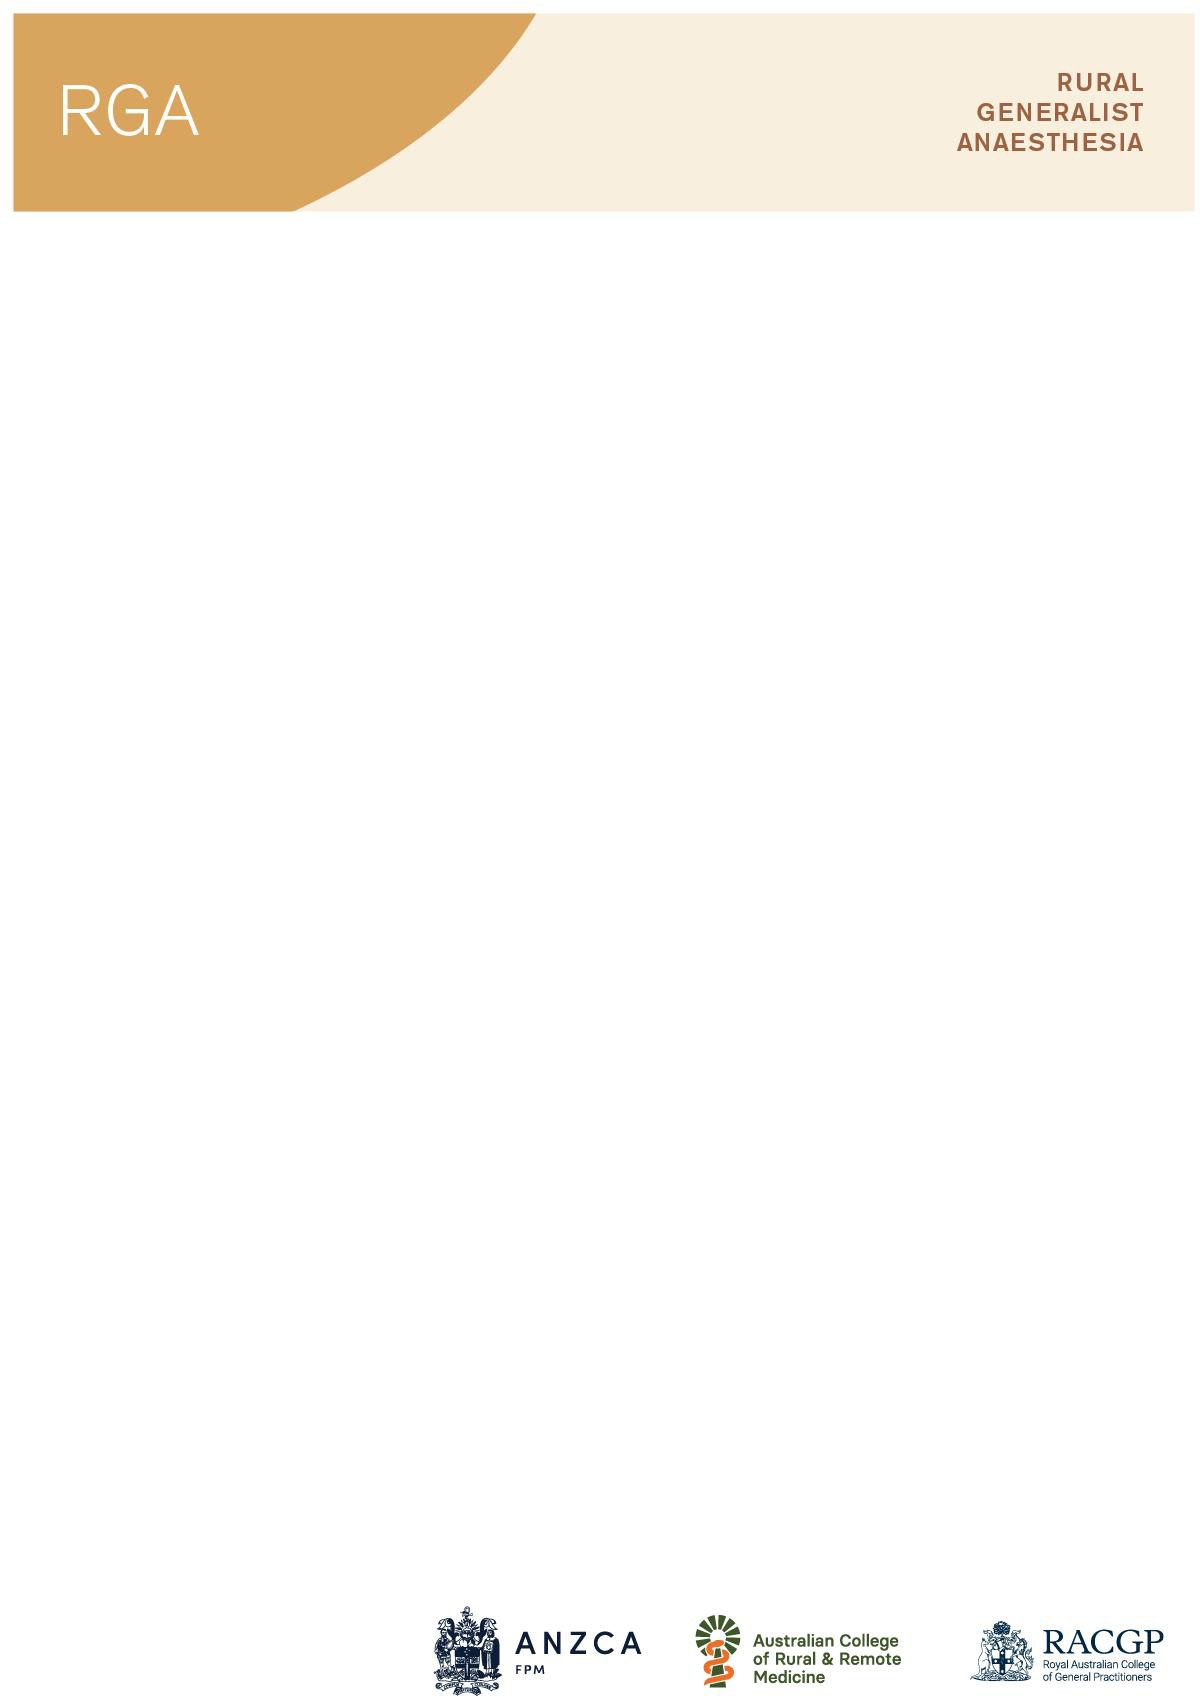 RGA
RURAL
GENERALIST
ANAESTHESIA
ANZCA
FPM
Australian College
of Rural & Remote
Medicine
RACGP
Royal Australian College
of General Practitioners